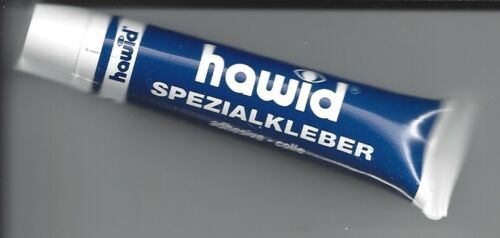 hawid
hawid®
SPEZIALKLEBER
adhesive - colle